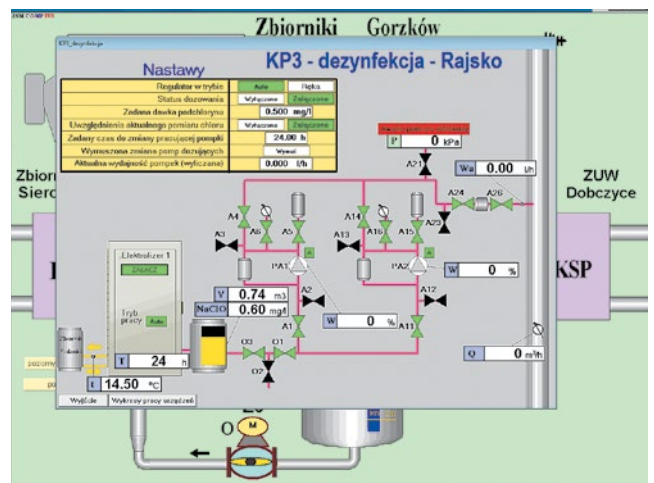 Zbiorniki Gorzków
KP3_dezynfekcja
KP3 - dezynfekcja - Rajsko
Nastawy
Regulator w trybie Auto Ręka
Status dozowania Wyłączone Załączone
Zadana dawka podchlorynu 0.500 mg/l
Uwzględnienie aktualnego pomiaru chloru Wyłączone Załączone
Zadany czas do zmiany pracującej pompki 24.00 h
Wymuszona zmiana pomp dozujących Wymuś
Aktualna wydajność pompek (wyliczana) 0.000 l/h
P 0 kPa
A21
Wa 0.00 l/h
A24 A26
A23
Zbior
Sierc
ZUW
Dobczyce
A4 A6 A5
A14 A16 A15
A3
A13
Elektrolizer 1
ZAŁĄCZ
PA1 A
PA2 A
W 0 %
KSP
V 0.74 m3
A2
A12
NaClO 0.60 mg/l
Tryb
pracy Auto
W 0 %
A1
A11
O3 O1
O2
T 24 h
Q 0 m³/h
poziomy
po
t 14.50 °C
Wyjście Wykresy pracy urządzeń
O M